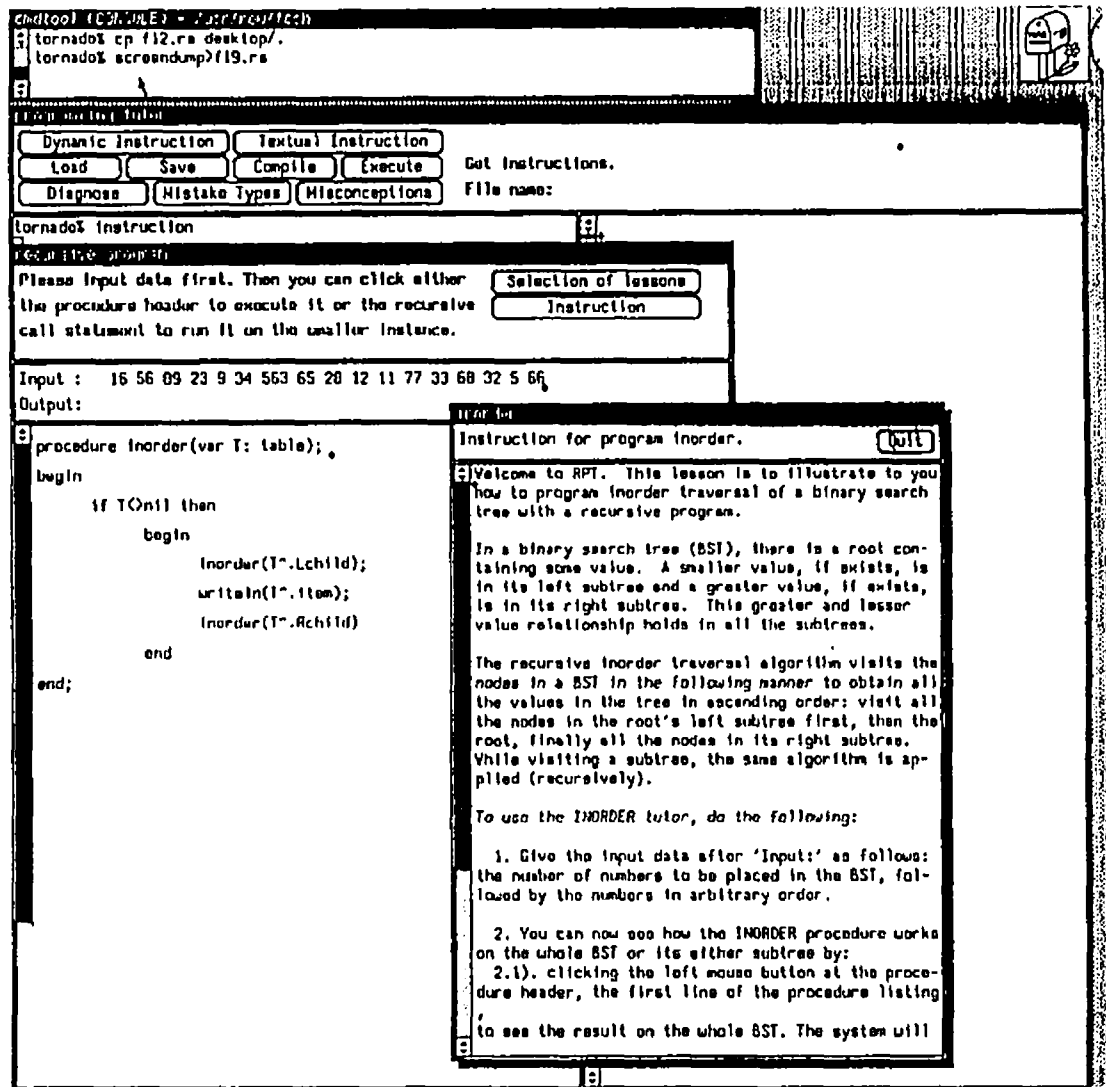 cmdtool (CONSOLE) -
tornado% cp f12.rs desktop/.
tornado% screendump>f19.rs
Dynamic Instruction Textual Instruction
Load Save Compile Execute Got Instructions.
Diagnose Mistake Types Misconceptions File name:
tornado% instruction
recursive program
Please input data first. Then you can click either Selection of lessons
the procedure header to execute it or the recursive Instruction
call statement to run it on the smaller instance.
Input : 16 56 89 23 9 34 563 65 20 12 11 77 33 68 32 5 66
Output:
procedure inorder(var T: table);
begin
if T<>nil then
begin
inorder(T^.Lchild);
writeln(T^.item);
inorder(T^.Rchild)
end
end;
inorder
Instruction for program inorder. Quit
Welcome to RPT. This lesson is to illustrate to you
how to program inorder traversal of a binary search
tree with a recursive program.
In a binary search tree (BST), there is a root con-
taining some value. A smaller value, if exists, is
in its left subtree and a greater value, if exists,
is in its right subtree. This greater and lesser
value relationship holds in all the subtrees.
The recursive inorder traversal algorithm visits the
nodes in a BST in the following manner to obtain all
the values in the tree in ascending order: visit all
the nodes in the root's left subtree first, then the
root, finally all the nodes in its right subtree.
While visiting a subtree, the same algorithm is ap-
plied (recursively).
To use the INORDER tutor, do the following:
1. Give the input data after 'Input:' as follows:
the number of numbers to be placed in the BST, fol-
lowed by the numbers in arbitrary order.
2. You can now see how the INORDER procedure works
on the whole BST or its either subtree by:
2.1). clicking the left mouse button at the proce-
dure header, the first line of the procedure listing
,
to see the result on the whole BST. The system will